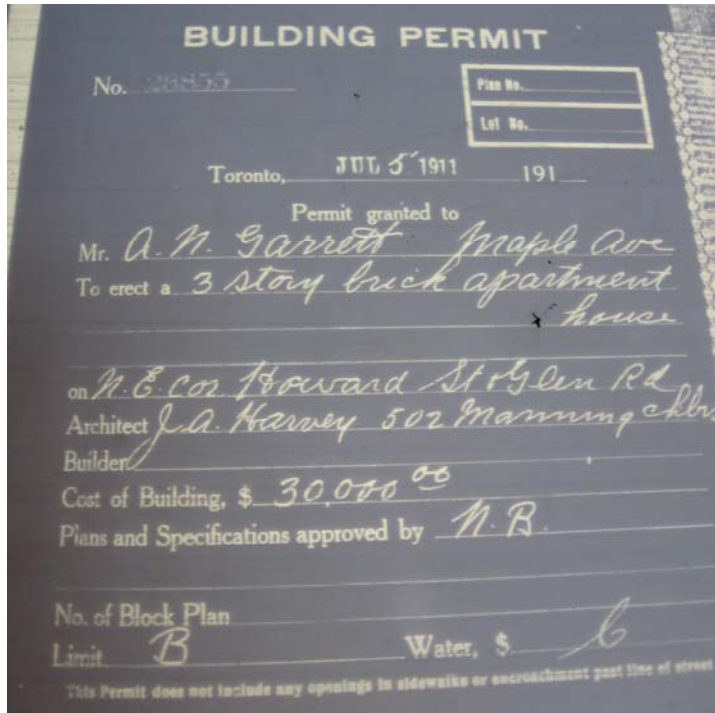 BUILDING PERMIT
No. 28855
Plan No.
Lot No.
Toronto, JUL 5 1911 191
Permit granted to
Mr. A. N. Garrett Maple Ave
To erect a 3 story brick apartment
house
on N. E. cor Howard St & Glen Rd
Architect J. A. Harvey 502 Manning Chbrs
Builder
Cost of Building, $ 30,000 00
Plans and Specifications approved by N. B.
No. of Block Plan
Limit B Water, $
This Permit does not include any openings in sidewalks or encroachment past line of street